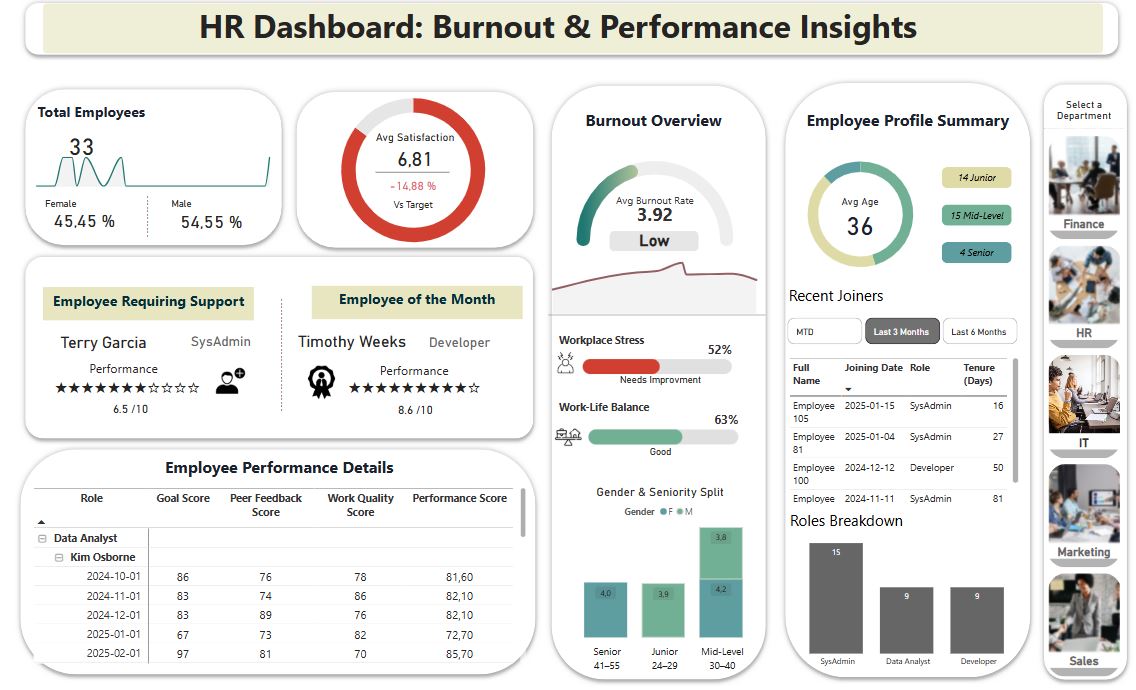 HR Dashboard: Burnout & Performance Insights
Total Employees
33
Female
45,45 %
Male
54,55 %
Avg Satisfaction
6,81
-14,88 %
Vs Target
Employee Requiring Support
Terry Garcia
SysAdmin
Performance
★★★★★★★☆☆☆☆
6.5 /10
Employee of the Month
Timothy Weeks
Developer
Performance
★★★★★★★★★☆
8.6 /10
Employee Performance Details
Role Goal Score Peer Feedback Score Work Quality Score Performance Score
Data Analyst
Kim Osborne
2024-10-01 86 76 78 81,60
2024-11-01 83 74 86 82,10
2024-12-01 83 89 76 82,10
2025-01-01 67 73 82 72,70
2025-02-01 97 81 70 85,70
Burnout Overview
Avg Burnout Rate
3.92
Low
Workplace Stress
52%
Needs Improvment
Work-Life Balance
63%
Good
Gender & Seniority Split
Gender F M
4,0
3,9
3,8
4,2
Senior
41–55
Junior
24–29
Mid-Level
30–40
Employee Profile Summary
Avg Age
36
14 Junior
15 Mid-Level
4 Senior
Recent Joiners
MTD
Last 3 Months
Last 6 Months
Full Name Joining Date Role Tenure (Days)
Employee 105 2025-01-15 SysAdmin 16
Employee 81 2025-01-04 SysAdmin 27
Employee 100 2024-12-12 Developer 50
Employee 2024-11-11 SysAdmin 81
Roles Breakdown
15
9
9
SysAdmin
Data Analyst
Developer
Select a
Department
Finance
HR
IT
Marketing
Sales